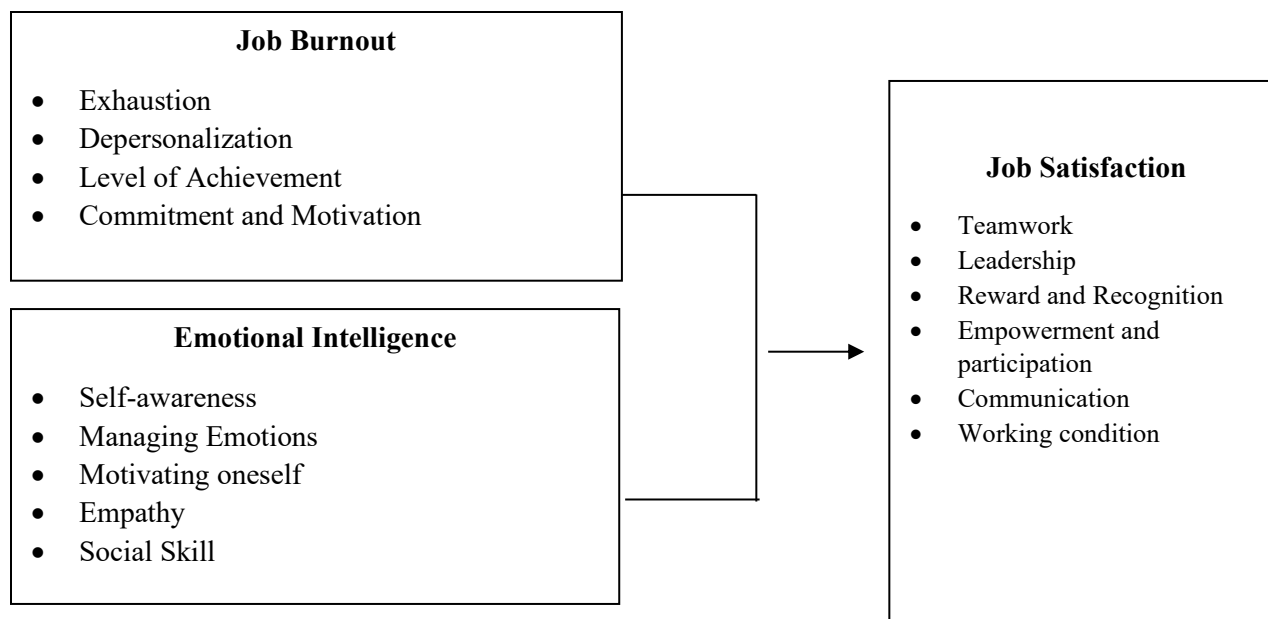 Job Burnout
• Exhaustion
• Depersonalization
• Level of Achievement
• Commitment and Motivation
Emotional Intelligence
• Self-awareness
• Managing Emotions
• Motivating oneself
• Empathy
• Social Skill
Job Satisfaction
• Teamwork
• Leadership
• Reward and Recognition
• Empowerment and
participation
• Communication
• Working condition